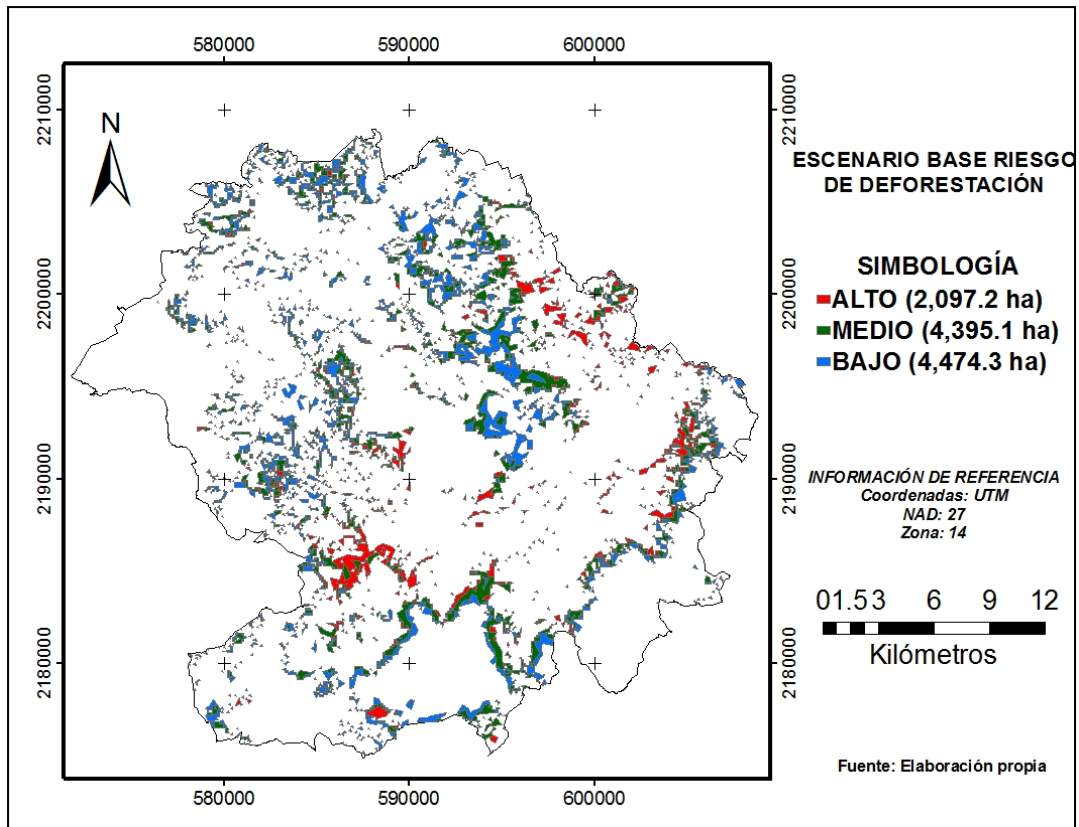 580000 590000 600000
2210000 2210000
N
2200000 2200000
2190000 2190000
2180000 2180000
580000 590000 600000
ESCENARIO BASE RIESGO
DE DEFORESTACIÓN
SIMBOLOGÍA
ALTO (2,097.2 ha)
MEDIO (4,395.1 ha)
BAJO (4,474.3 ha)
INFORMACIÓN DE REFERENCIA
Coordenadas: UTM
NAD: 27
Zona: 14
01.53 6 9 12
Kilómetros
Fuente: Elaboración propia